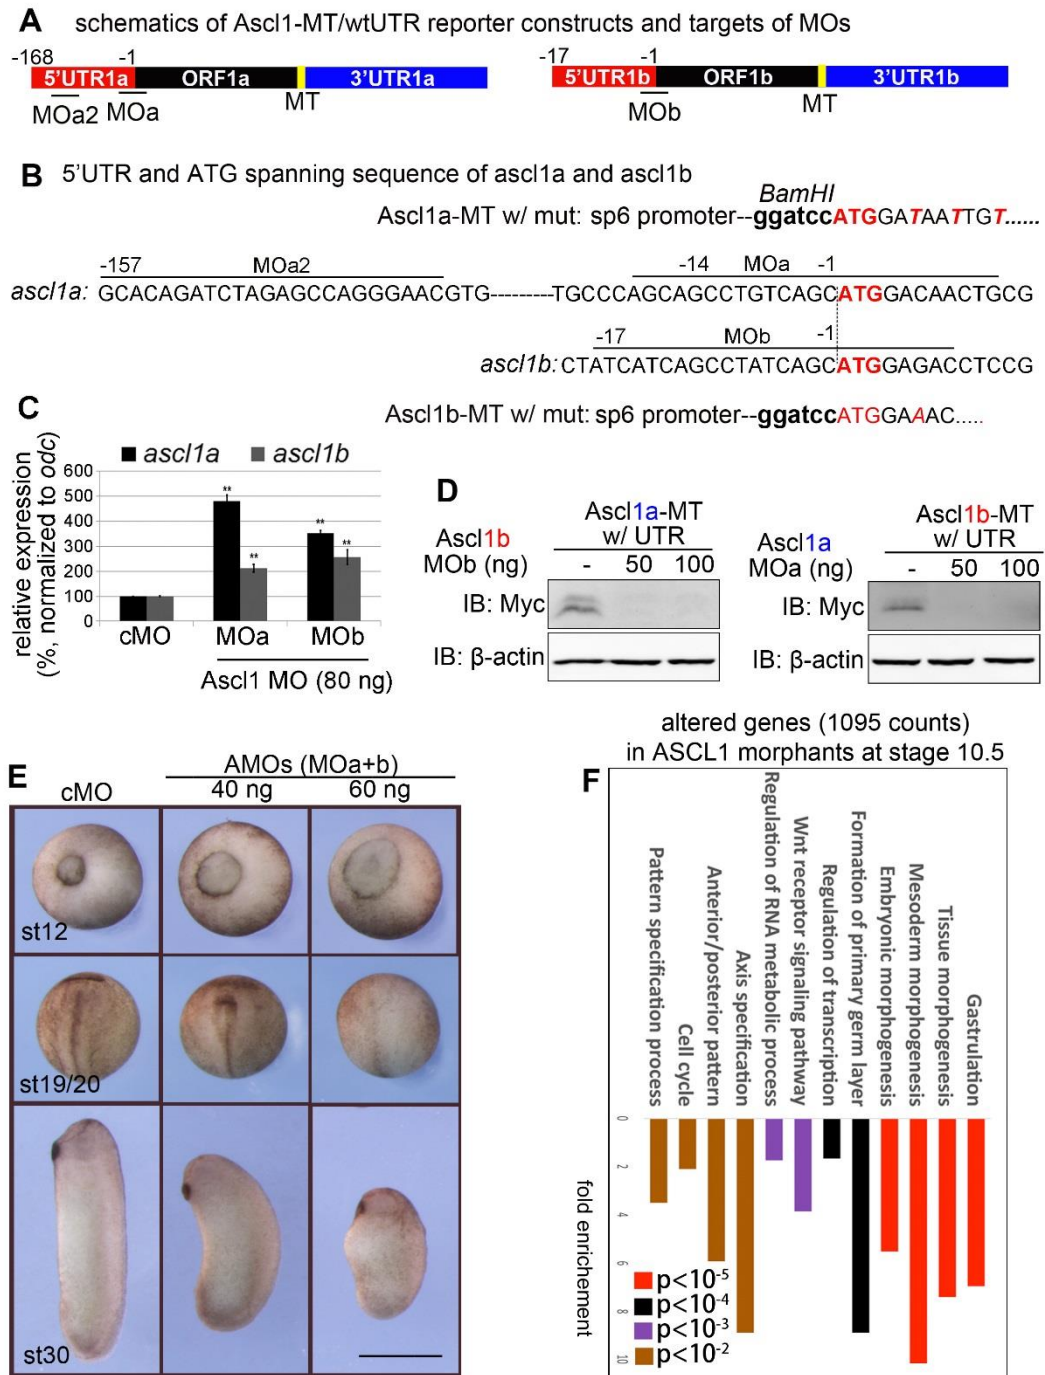 A schematics of Ascl1-MT/wtUTR reporter constructs and targets of MOs
-168 -1 -17 -1
5'UTR1a ORF1a 3'UTR1a 5'UTR1b ORF1b 3'UTR1b
MOa2 MOa MT MOb MT
B 5'UTR and ATG spanning sequence of ascl1a and ascl1b
BamHI
Ascl1a-MT w/ mut: sp6 promoter--ggatccATGGATAATTGT......
-157 MOa2 -14 MOa -1
ascl1a: GCACAGATCTAGAGCCAGGGAACGTG---------TGCCCAGCAGCCTGTCAGCATGGACAACTGCG
-17 MOb -1
ascl1b: CTATCATCAGCCTATCAGCATGGAGACCTCCG
Ascl1b-MT w/ mut: sp6 promoter--ggatccATGGAAAC.....
C
ascl1a ascl1b
relative expression
(%, normalized to odc)
600
500
400
300
200
100
0
** ** ** **
cMO MOa MOb
Ascl1 MO (80 ng)
D
Ascl1a-MT
w/ UTR
Ascl1b
MOb (ng) - 50 100
IB: Myc
IB: β-actin
Ascl1b-MT
w/ UTR
Ascl1a
MOa (ng) - 50 100
IB: Myc
IB: β-actin
E
AMOs (MOa+b)
cMO 40 ng 60 ng
st12
st19/20
st30
altered genes (1095 counts)
in ASCL1 morphants at stage 10.5
F
Pattern specification process
Cell cycle
Anterior/posterior pattern
Axis specification
Regulation of RNA metabolic process
Wnt receptor signaling pathway
Regulation of transcription
Formation of primary germ layer
Embryonic morphogenesis
Mesoderm morphogenesis
Tissue morphogenesis
Gastrulation
0
2
4
6
8
10
fold enrichment
p<10-5
p<10-4
p<10-3
p<10-2